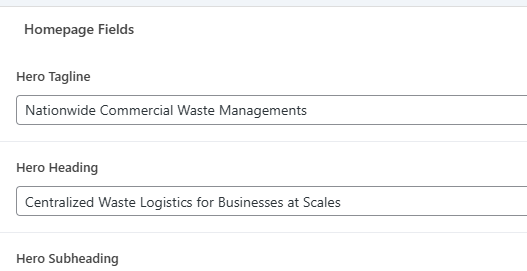 Homepage Fields
Hero Tagline
Nationwide Commercial Waste Managements
Hero Heading
Centralized Waste Logistics for Businesses at Scales
Hero Subheading